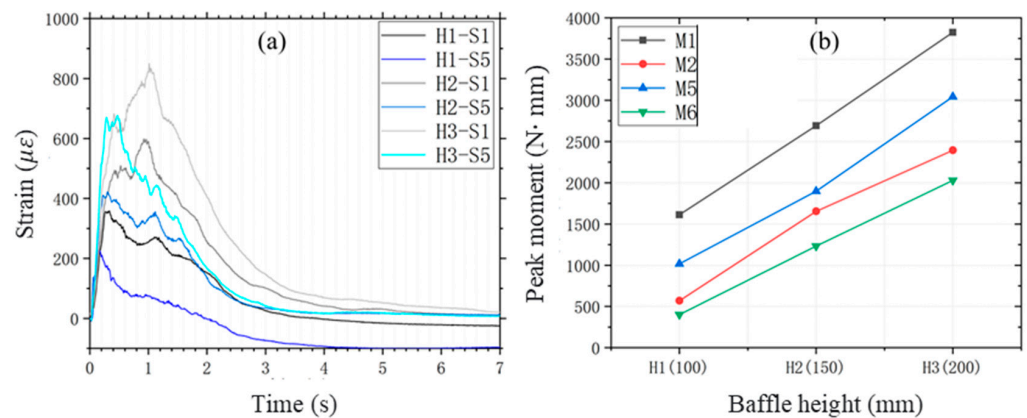 1000
800
600
400
200
0
Strain (με)
0 1 2 3 4 5 6 7
Time (s)
(a)
H1-S1
H1-S5
H2-S1
H2-S5
H3-S1
H3-S5
4000
3500
3000
2500
2000
1500
1000
500
0
Peak moment (N· mm)
H1(100) H2(150) H3(200)
Baffle height (mm)
(b)
M1
M2
M5
M6